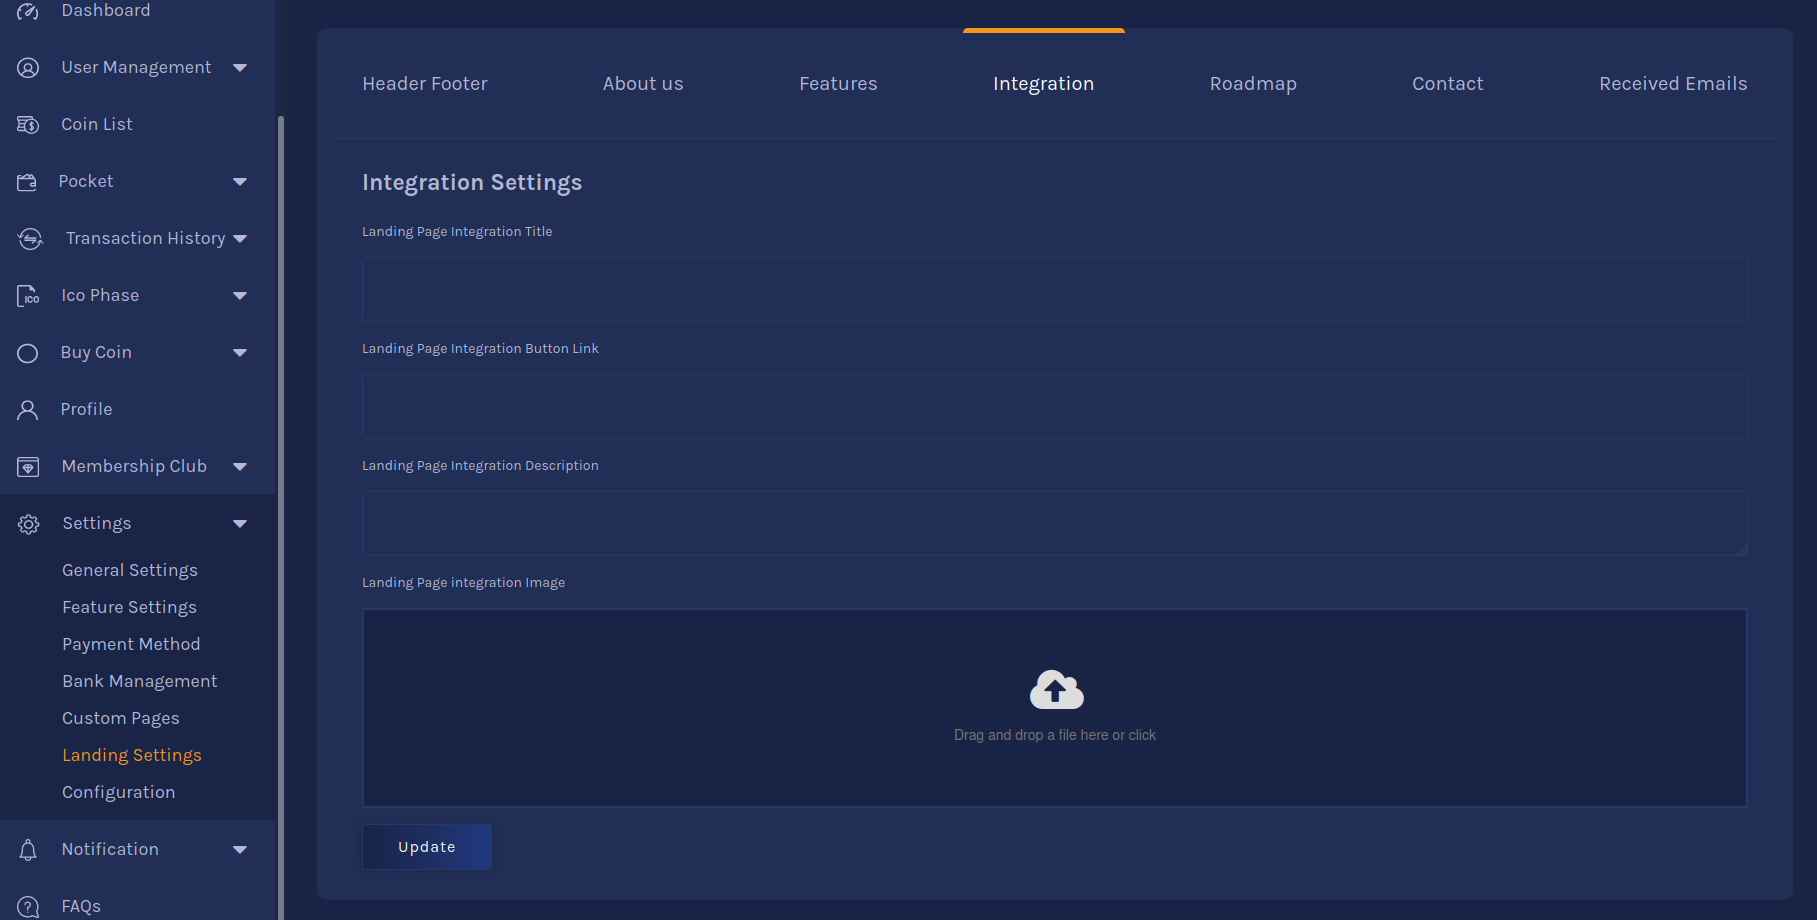 Dashboard
User Management
Coin List
Pocket
Transaction History
ICO
Ico Phase
Buy Coin
Profile
Membership Club
Settings
General Settings
Feature Settings
Payment Method
Bank Management
Custom Pages
Landing Settings
Configuration
Notification
FAQs
Header Footer
About us
Features
Integration
Roadmap
Contact
Received Emails
Integration Settings
Landing Page Integration Title
Landing Page Integration Button Link
Landing Page Integration Description
Landing Page integration Image
Drag and drop a file here or click
Update